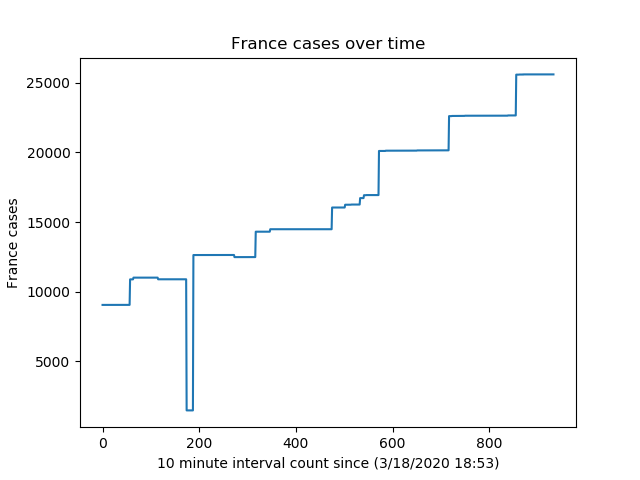 France cases over time
25000
20000
15000
10000
5000
France cases
0 200 400 600 800
10 minute interval count since (3/18/2020 18:53)